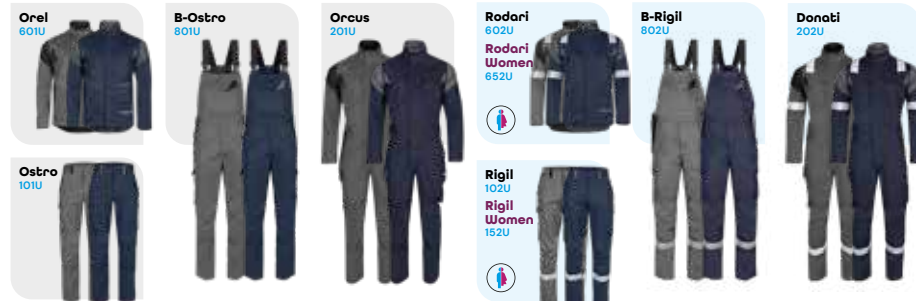 Orel
601U
B-Ostro
801U
Orcus
201U
Rodari
602U
Rodari
Women
652U
B-Rigil
802U
Donati
202U
Ostro
101U
Rigil
102U
Rigil
Women
152U